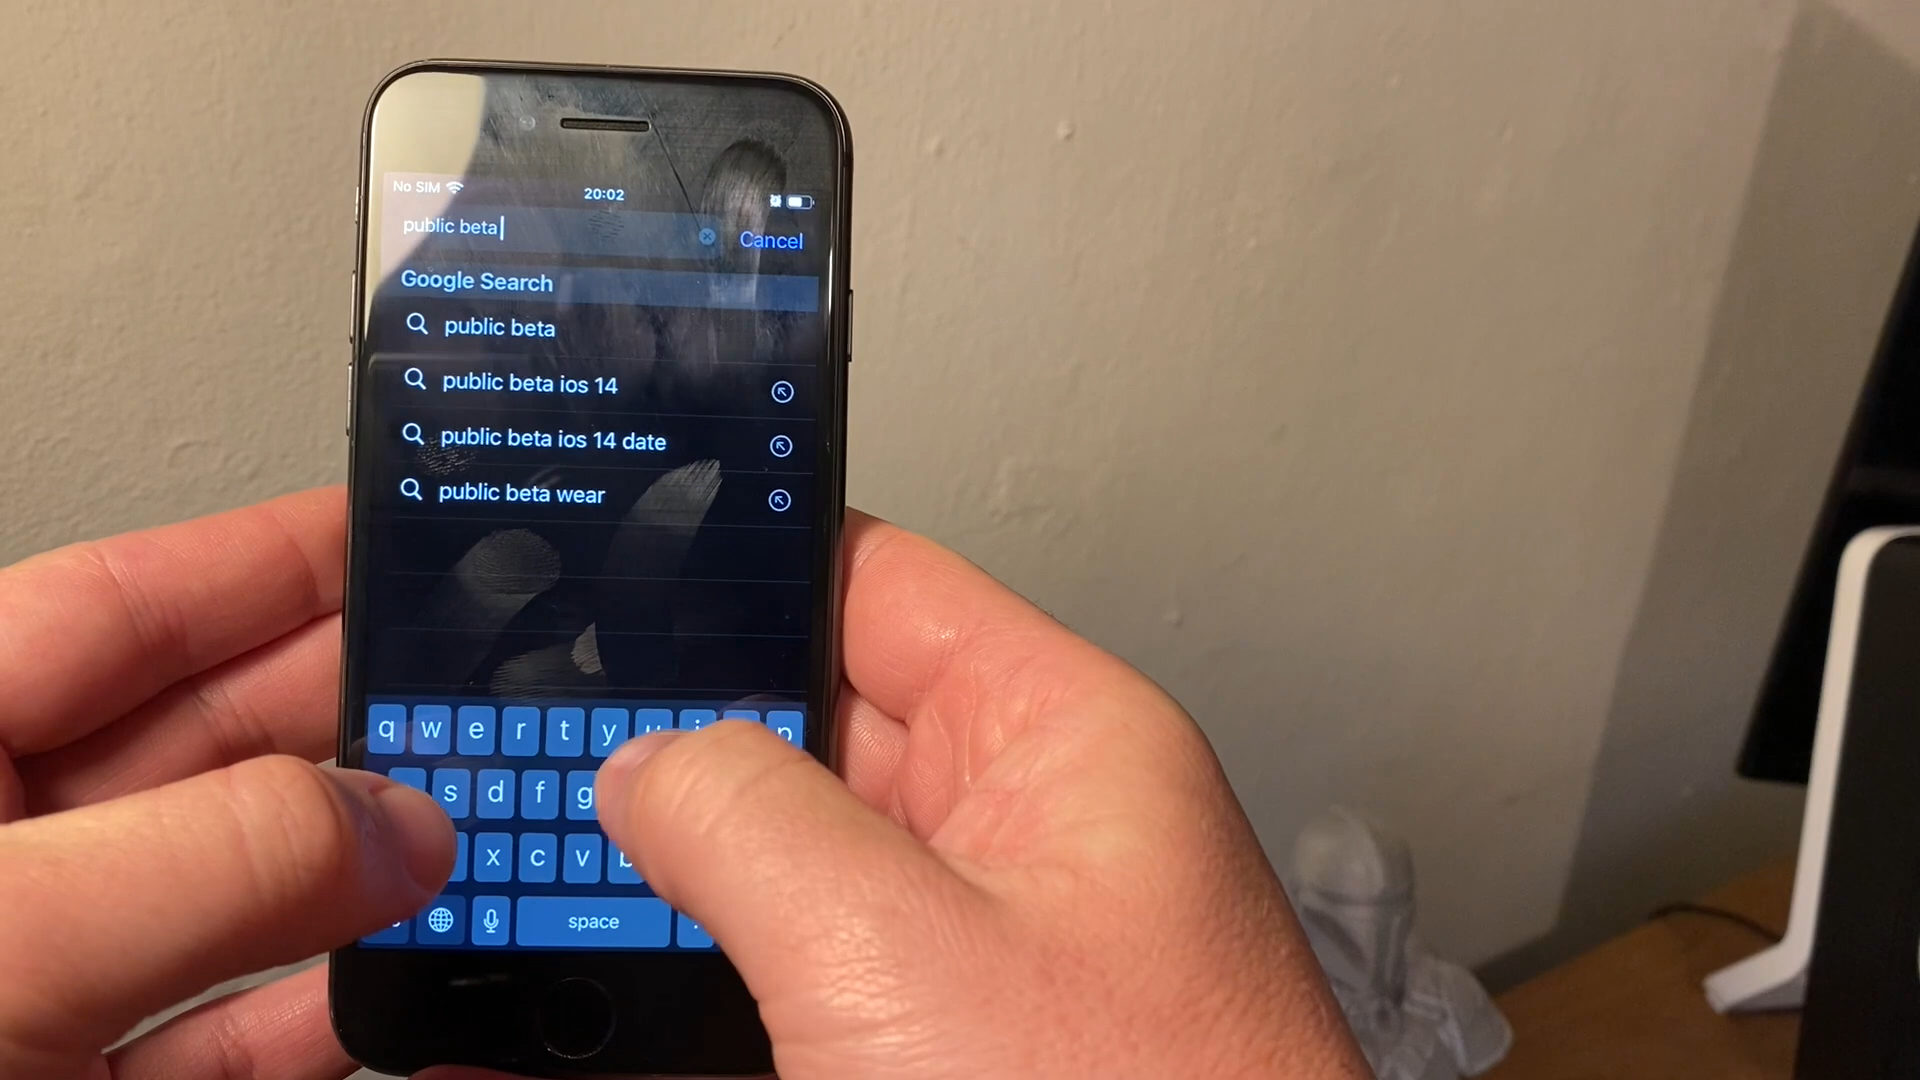 No SIM
20:02
public beta
Cancel
Google Search
public beta
public beta ios 14
public beta ios 14 date
public beta wear
q w e r t y u i p
s d f g
x c v b
space